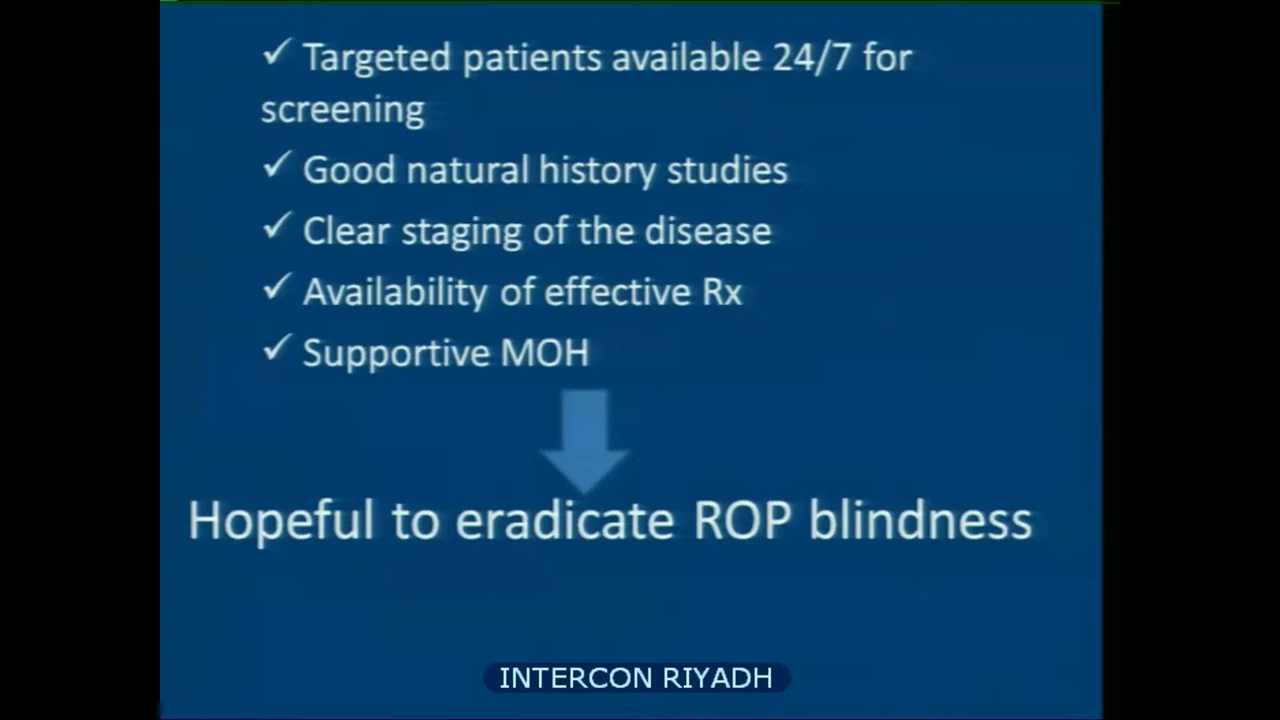 ✓ Targeted patients available 24/7 for
screening
✓ Good natural history studies
✓ Clear staging of the disease
✓ Availability of effective Rx
✓ Supportive MOH
Hopeful to eradicate ROP blindness
INTERCON RIYADH